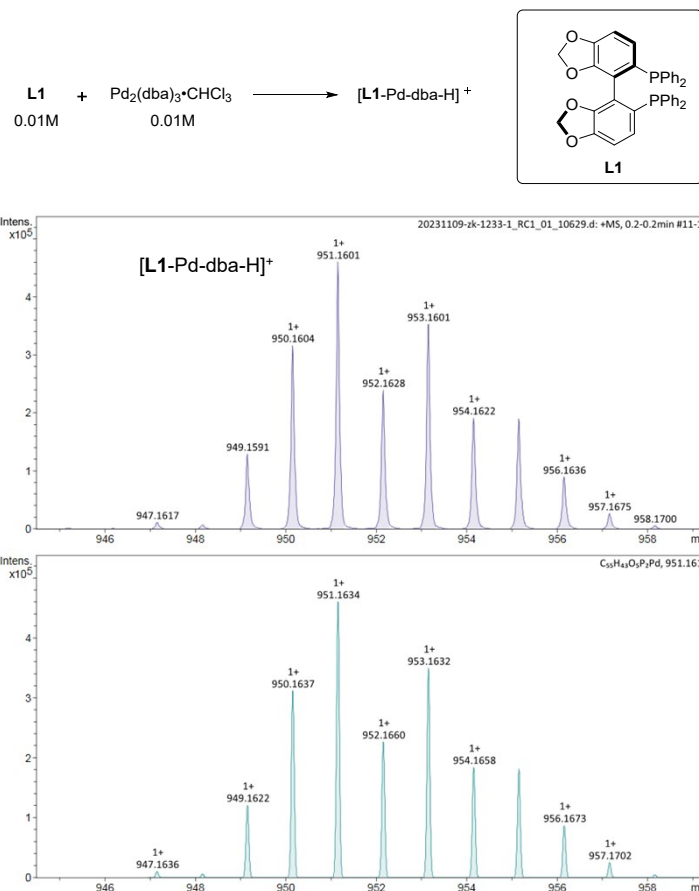 L1 + Pd₂(dba)₃•CHCl₃ [L1-Pd-dba-H]⁺
0.01M 0.01M
O
O
PPh₂
PPh₂
O
O
L1
Intens.
x10⁵
20231109-zk-1233-1_RC1_01_10629.d: +MS, 0.2-0.2min #11-1
[L1-Pd-dba-H]⁺
1+
951.1601
1+
953.1601
1+
950.1604
1+
952.1628
1+
954.1622
949.1591
1+
956.1636
1+
957.1675
947.1617
958.1700
4
3
2
1
0
946 948 950 952 954 956 958 m
Intens.
x10⁵
C₅₅H₄₃O₅P₂Pd, 951.16
1+
951.1634
1+
953.1632
1+
950.1637
1+
952.1660
1+
954.1658
1+
949.1622
1+
956.1673
1+
957.1702
1+
947.1636
4
3
2
1
0
946 948 950 952 954 956 958 m